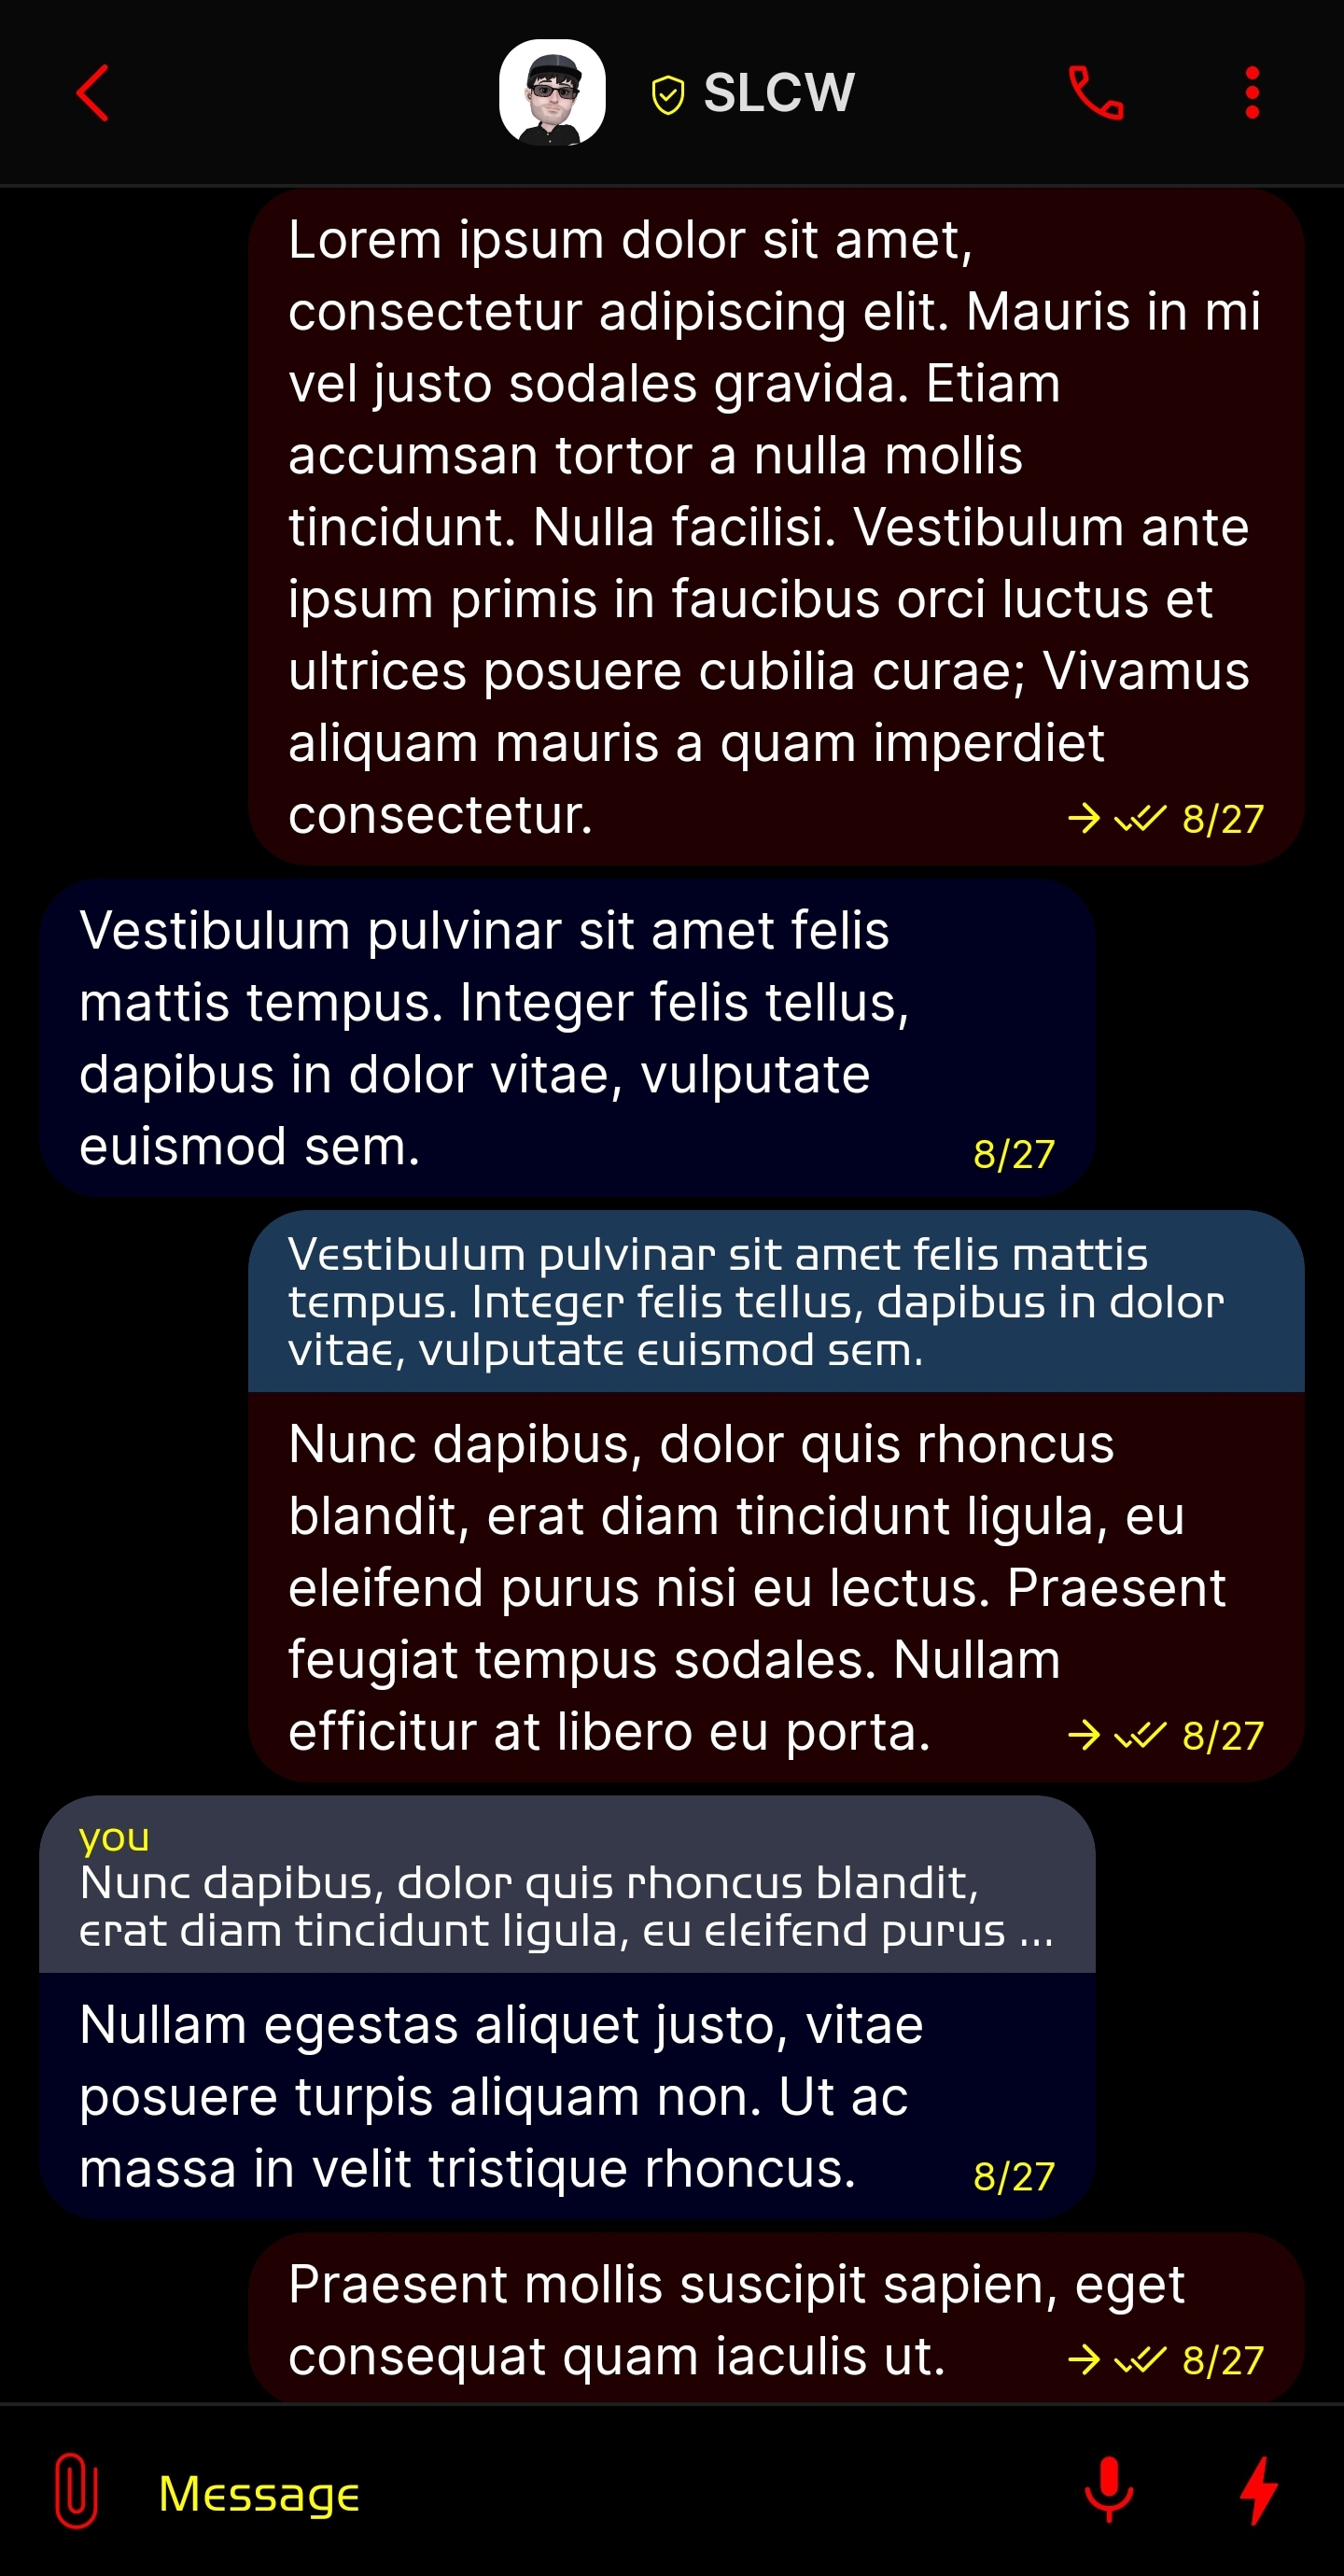 SLCW
Lorem ipsum dolor sit amet,
consectetur adipiscing elit. Mauris in mi
vel justo sodales gravida. Etiam
accumsan tortor a nulla mollis
tincidunt. Nulla facilisi. Vestibulum ante
ipsum primis in faucibus orci luctus et
ultrices posuere cubilia curae; Vivamus
aliquam mauris a quam imperdiet
consectetur.
8/27
Vestibulum pulvinar sit amet felis
mattis tempus. Integer felis tellus,
dapibus in dolor vitae, vulputate
euismod sem.
8/27
Vestibulum pulvinar sit amet felis mattis
tempus. Integer felis tellus, dapibus in dolor
vitae, vulputate euismod sem.
Nunc dapibus, dolor quis rhoncus
blandit, erat diam tincidunt ligula, eu
eleifend purus nisi eu lectus. Praesent
feugiat tempus sodales. Nullam
efficitur at libero eu porta.
8/27
you
Nunc dapibus, dolor quis rhoncus blandit,
erat diam tincidunt ligula, eu eleifend purus ...
Nullam egestas aliquet justo, vitae
posuere turpis aliquam non. Ut ac
massa in velit tristique rhoncus.
8/27
Praesent mollis suscipit sapien, eget
consequat quam iaculis ut.
8/27
Message